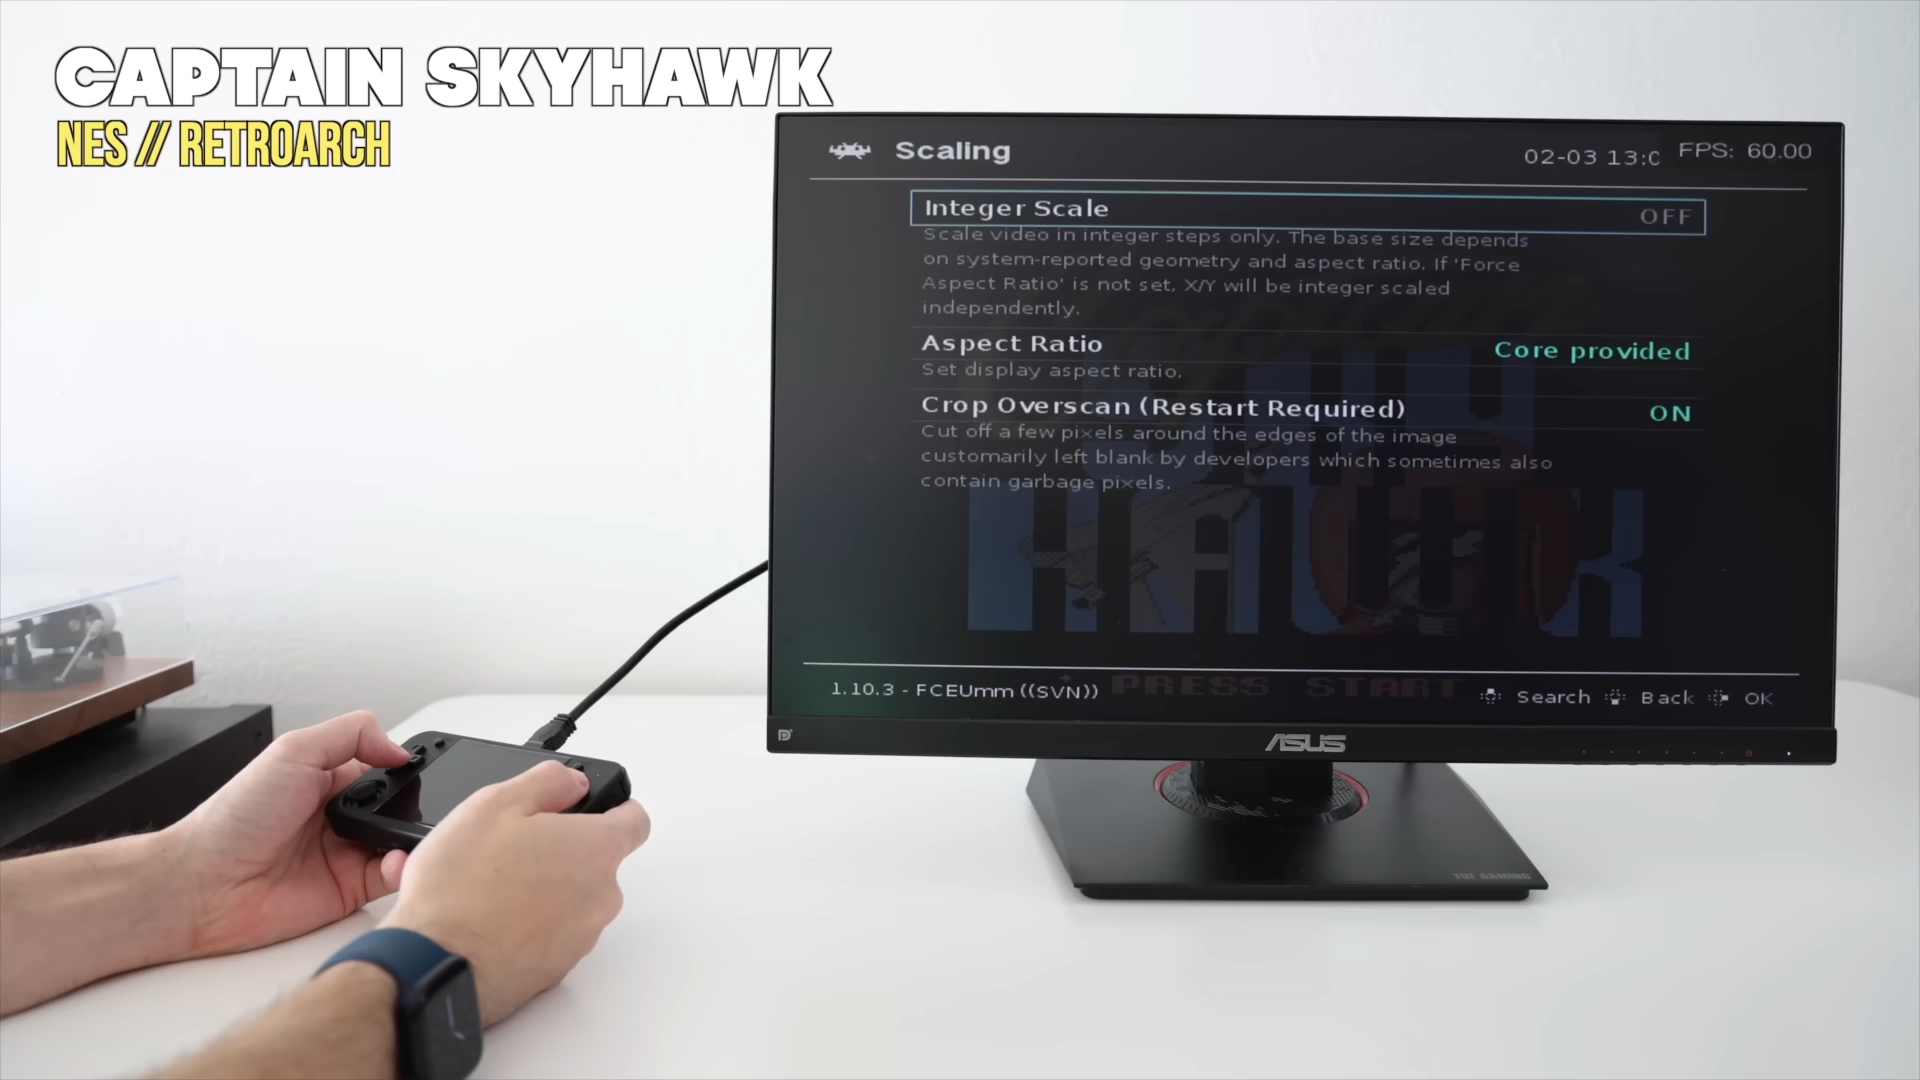 CAPTAIN SKYHAWK
NES // RETROARCH
Scaling
02-03 13:0
FPS: 60.00
Integer Scale OFF
Scale video in integer steps only. The base size depends
on system-reported geometry and aspect ratio. If 'Force
Aspect Ratio' is not set, X/Y will be integer scaled
independently.
Aspect Ratio Core provided
Set display aspect ratio.
Crop Overscan (Restart Required) ON
Cut off a few pixels around the edges of the image
customarily left blank by developers which sometimes also
contain garbage pixels.
SKY
HAWK
PRESS START
1.10.3 - FCEUmm ((SVN)) Search Back OK
ASUS
TUF GAMING